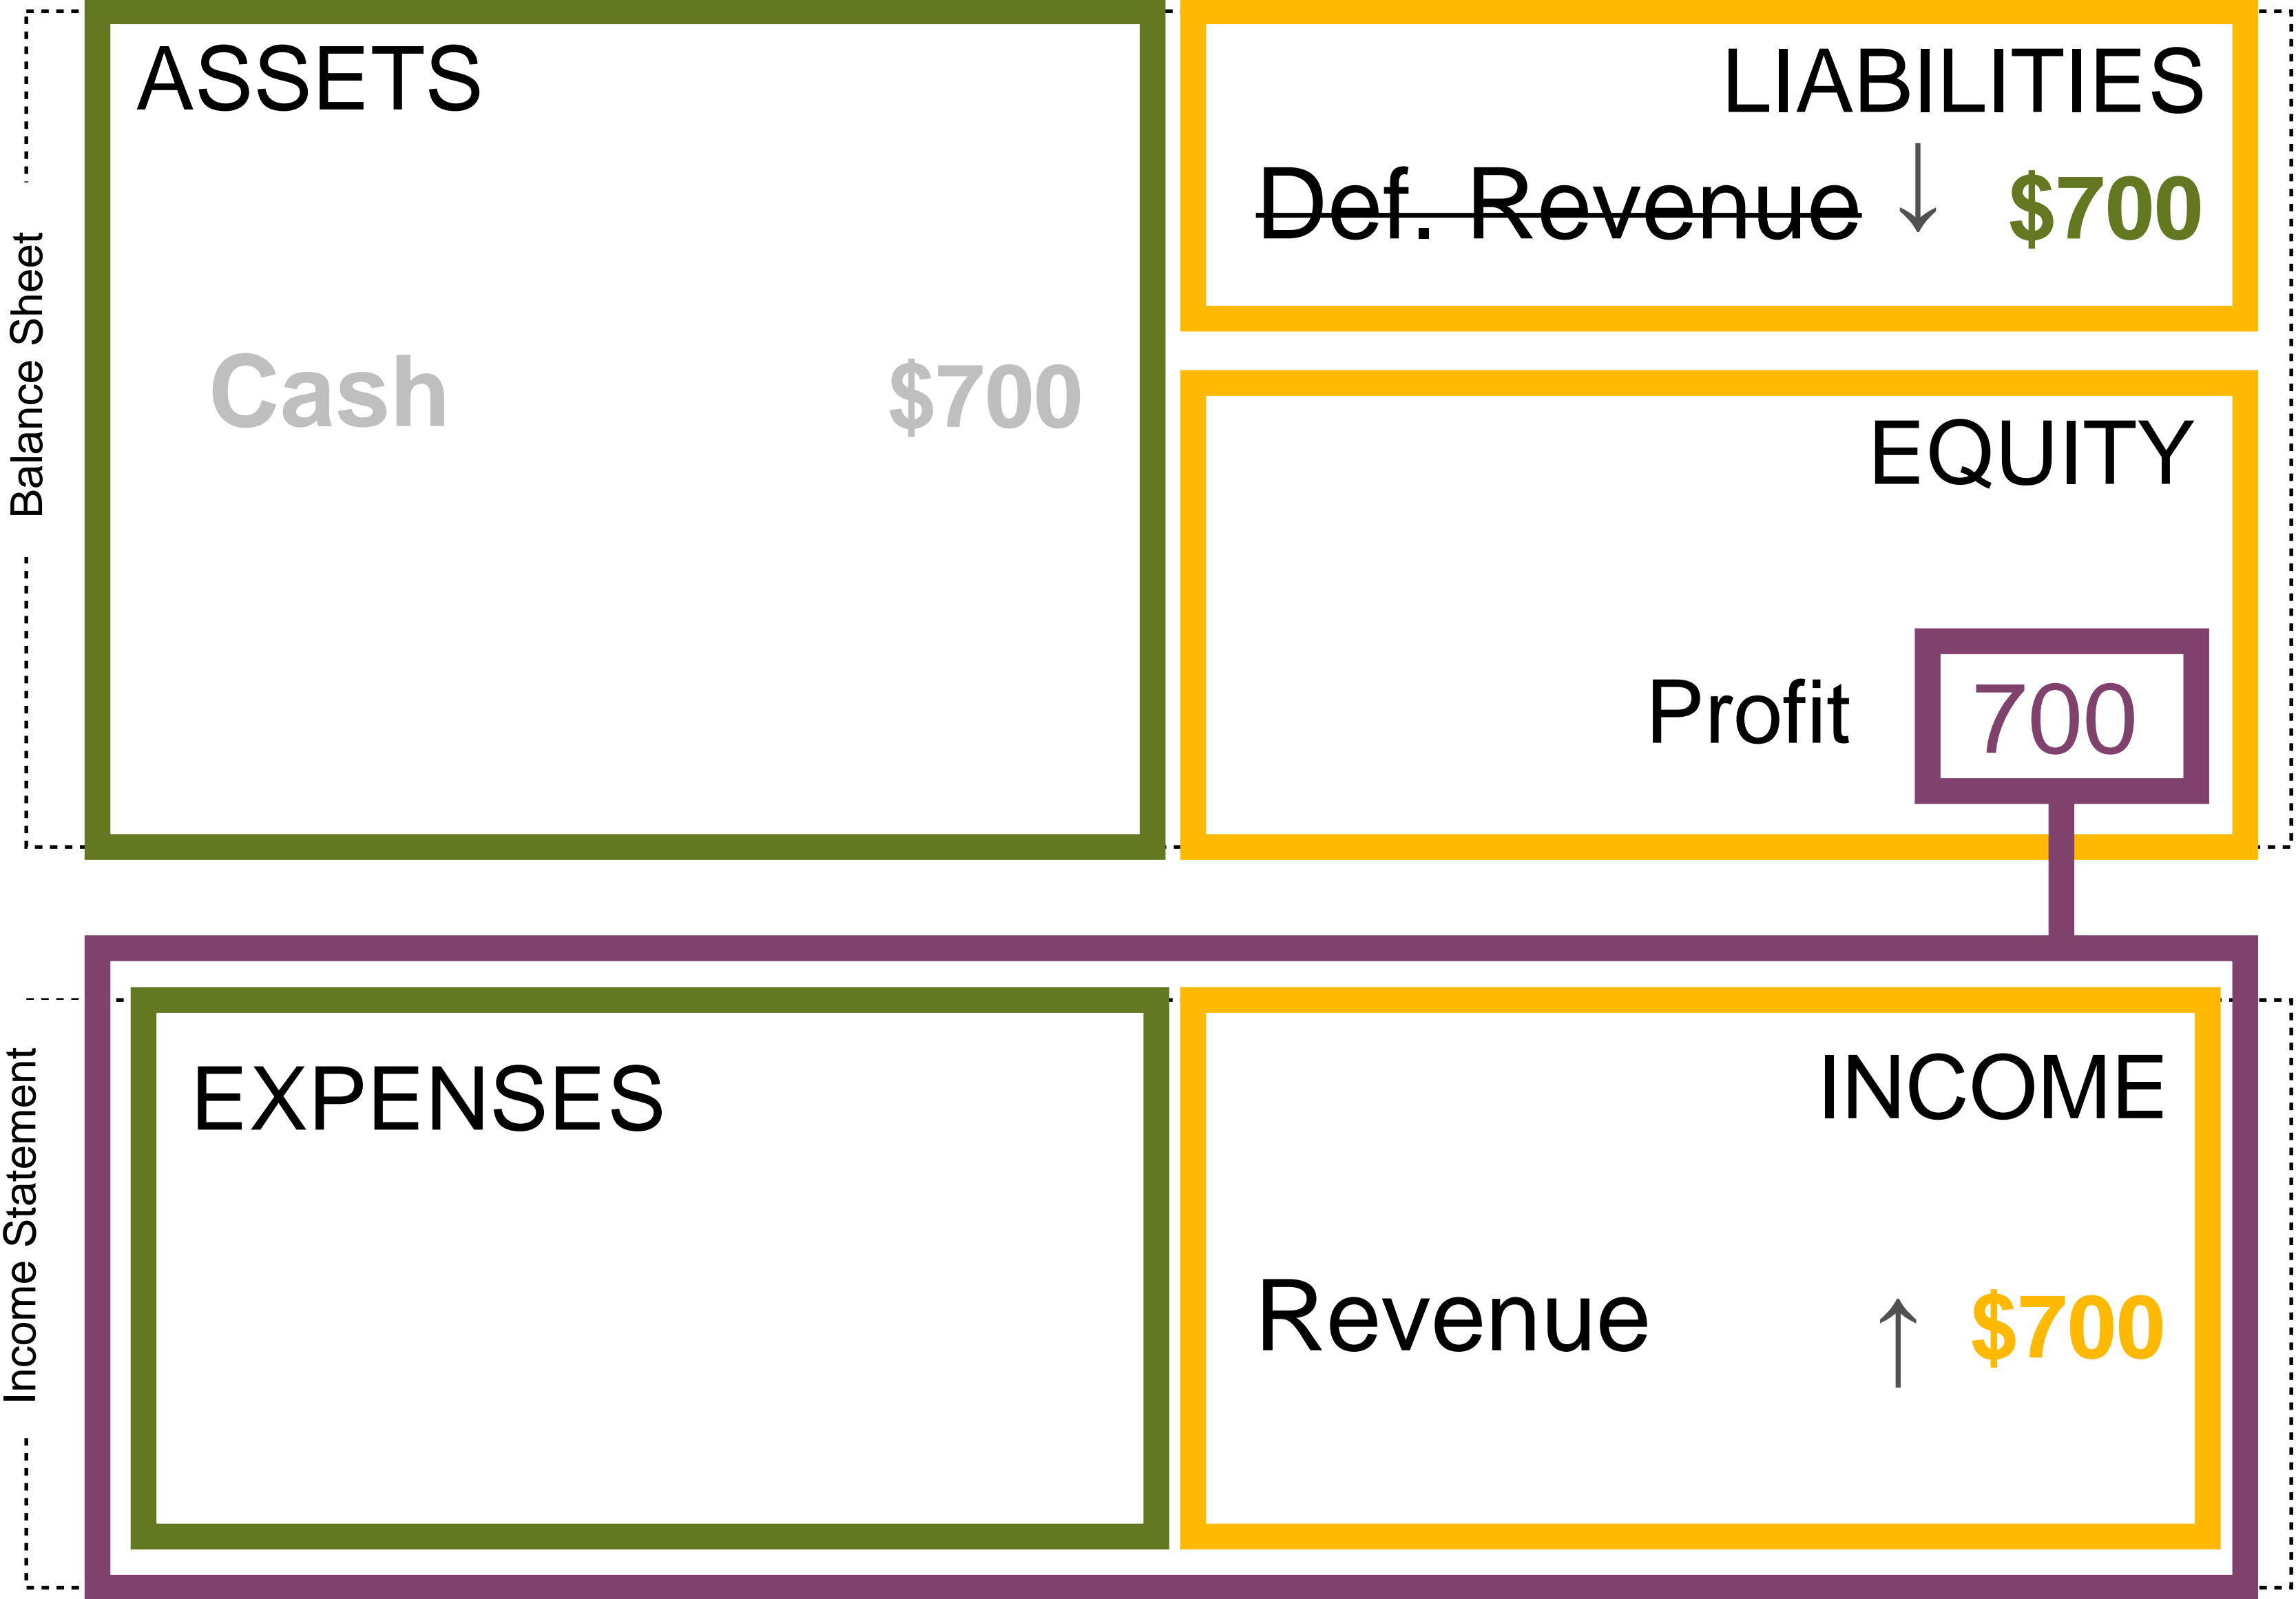 ASSETS
Cash $700
LIABILITIES
Def. Revenue ↓ $700
EQUITY
Profit 700
Balance Sheet
EXPENSES
INCOME
Revenue ↑ $700
Income Statement